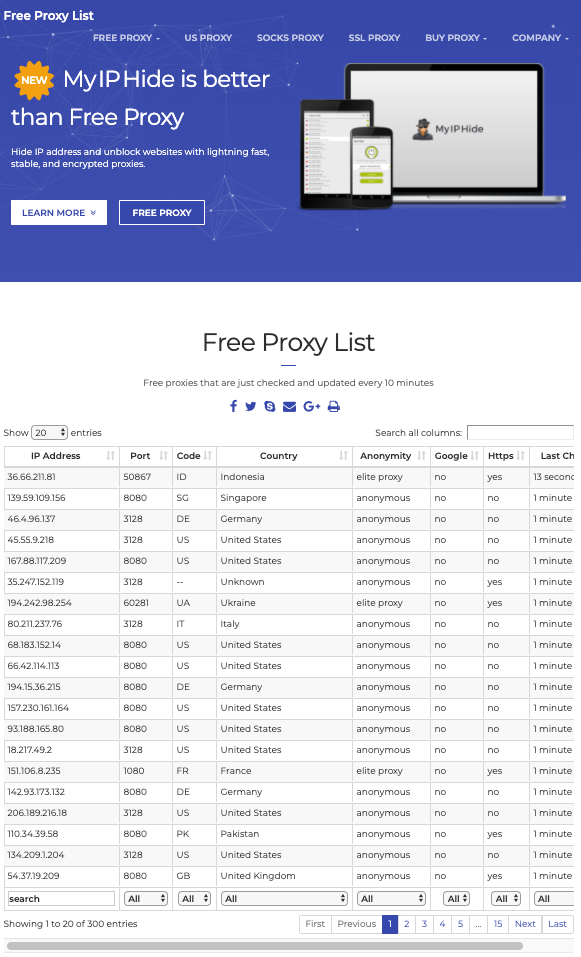 Free Proxy List
FREE PROXY US PROXY SOCKS PROXY SSL PROXY BUY PROXY COMPANY
NEW MyIPHide is better
than Free Proxy
Hide IP address and unblock websites with lightning fast,
stable, and encrypted proxies.
MyIPHide
LEARN MORE FREE PROXY
Free Proxy List
Free proxies that are just checked and updated every 10 minutes
Show 20 entries Search all columns:
IP Address Port Code Country Anonymity Google Https Last Ch
36.66.211.81 50867 ID Indonesia elite proxy no yes 13 second
139.59.109.156 8080 SG Singapore anonymous no no 1 minute
46.4.96.137 3128 DE Germany anonymous no no 1 minute
45.55.9.218 3128 US United States anonymous no no 1 minute
167.88.117.209 8080 US United States anonymous no no 1 minute
35.247.152.119 3128 -- Unknown anonymous no yes 1 minute
194.242.98.254 60281 UA Ukraine elite proxy no yes 1 minute
80.211.237.76 3128 IT Italy anonymous no no 1 minute
68.183.152.14 8080 US United States anonymous no no 1 minute
66.42.114.113 8080 US United States anonymous no no 1 minute
194.15.36.215 8080 DE Germany anonymous no no 1 minute
157.230.161.164 8080 US United States anonymous no no 1 minute
93.188.165.80 8080 US United States anonymous no no 1 minute
18.217.49.2 3128 US United States anonymous no no 1 minute
151.106.8.235 1080 FR France elite proxy no yes 1 minute
142.93.173.132 8080 DE Germany anonymous no no 1 minute
206.189.216.18 3128 US United States anonymous no no 1 minute
110.34.39.58 8080 PK Pakistan anonymous no yes 1 minute
134.209.1.204 3128 US United States anonymous no no 1 minute
54.37.19.209 8080 GB United Kingdom anonymous no yes 1 minute
search All All All All All All All
Showing 1 to 20 of 300 entries First Previous 1 2 3 4 5 ... 15 Next Last